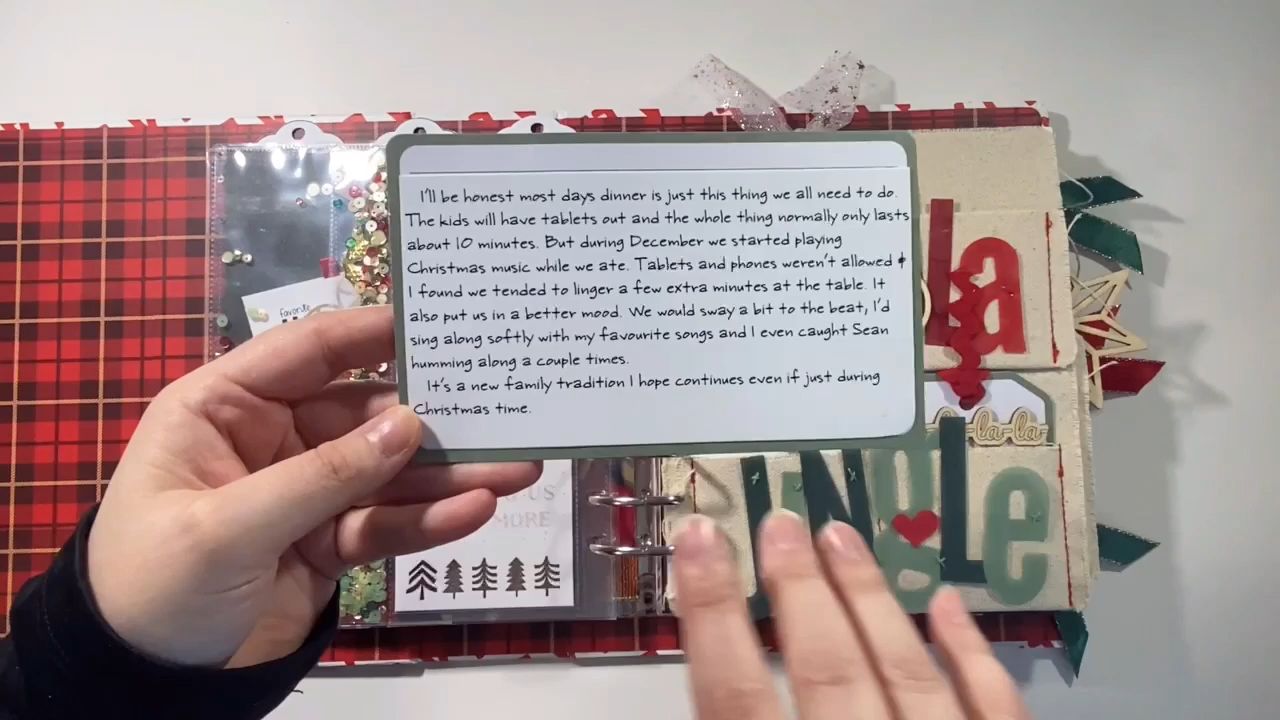 I'll be honest most days dinner is just this thing we all need to do.
The kids will have tablets out and the whole thing normally only lasts
about 10 minutes. But during December we started playing
Christmas music while we ate. Tablets and phones weren't allowed &
I found we tended to linger a few extra minutes at the table. It
also put us in a better mood. We would sway a bit to the beat, I'd
sing along softly with my favourite songs and I even caught Sean
humming along a couple times.
It's a new family tradition I hope continues even if just during
Christmas time.
favorite
la
la-la
US
MORE
JINGLE